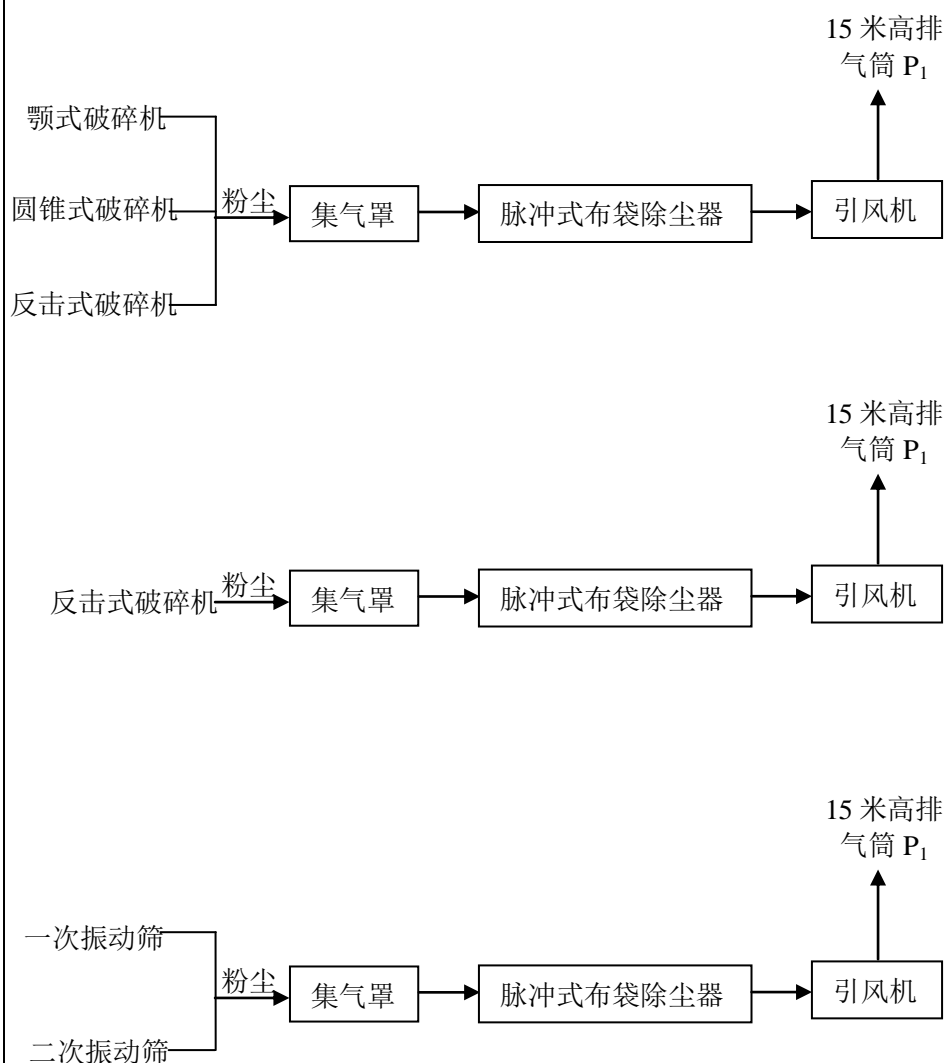 15 米高排
气筒 P₁
颚式破碎机
圆锥式破碎机
粉尘
集气罩
脉冲式布袋除尘器
引风机
反击式破碎机
15 米高排
气筒 P₁
反击式破碎机
粉尘
集气罩
脉冲式布袋除尘器
引风机
15 米高排
气筒 P₁
一次振动筛
粉尘
集气罩
脉冲式布袋除尘器
引风机
二次振动筛